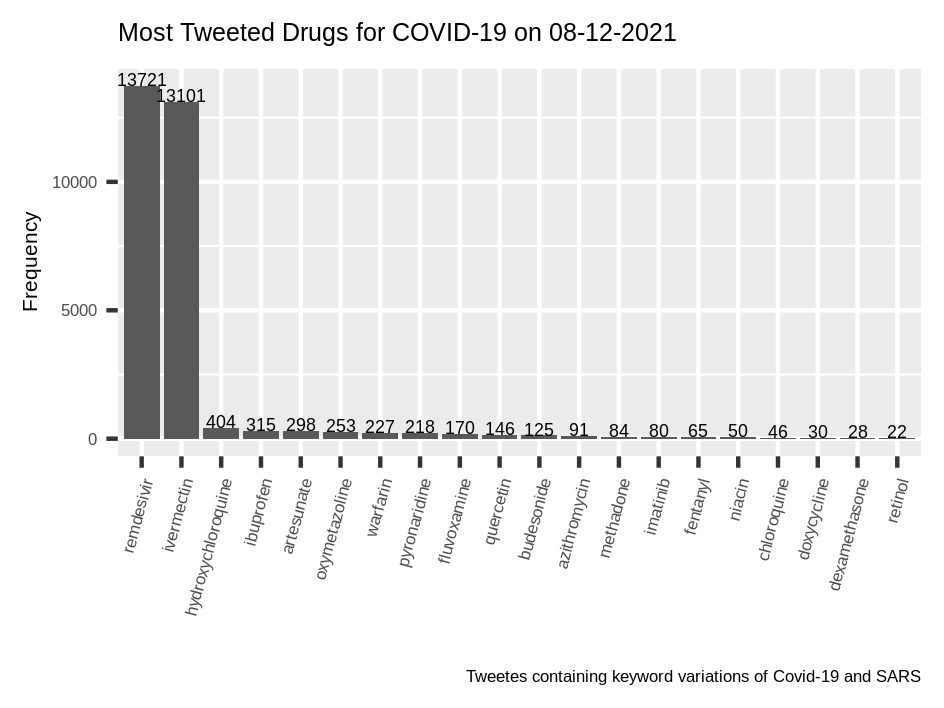 Most Tweeted Drugs for COVID-19 on 08-12-2021
13721
13101
404 315 298 253 227 218 170 146 125 91 84 80 65 50 46 30 28 22
10000
5000
0
Frequency
remdesivir
ivermectin
hydroxychloroquine
ibuprofen
artesunate
oxymetazoline
warfarin
pyronaridine
fluvoxamine
quercetin
budesonide
azithromycin
methadone
imatinib
fentanyl
niacin
chloroquine
doxycycline
dexamethasone
retinol
Tweetes containing keyword variations of Covid-19 and SARS